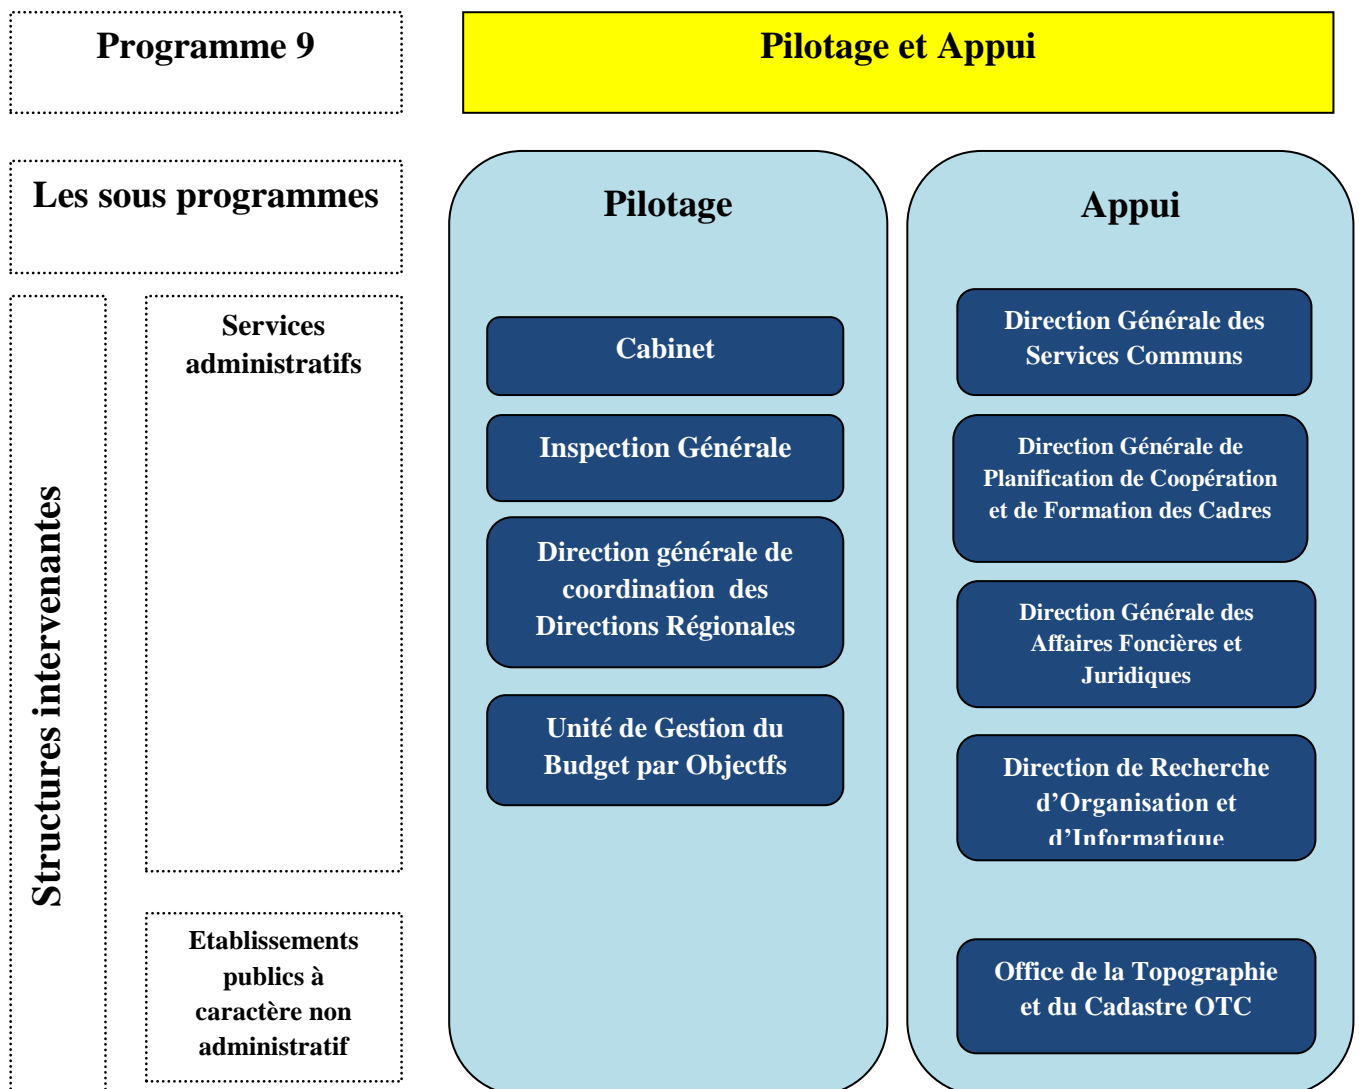 Programme 9
Pilotage et Appui
Les sous programmes
Pilotage
Appui
Structures intervenantes
Services
administratifs
Cabinet
Inspection Générale
Direction générale de
coordination des
Directions Régionales
Unité de Gestion du
Budget par Objectfs
Direction Générale des
Services Communs
Direction Générale de
Planification de Coopération
et de Formation des Cadres
Direction Générale des
Affaires Foncières et
Juridiques
Direction de Recherche
d’Organisation et
d’Informatique
Etablissements
publics à
caractère non
administratif
Office de la Topographie
et du Cadastre OTC